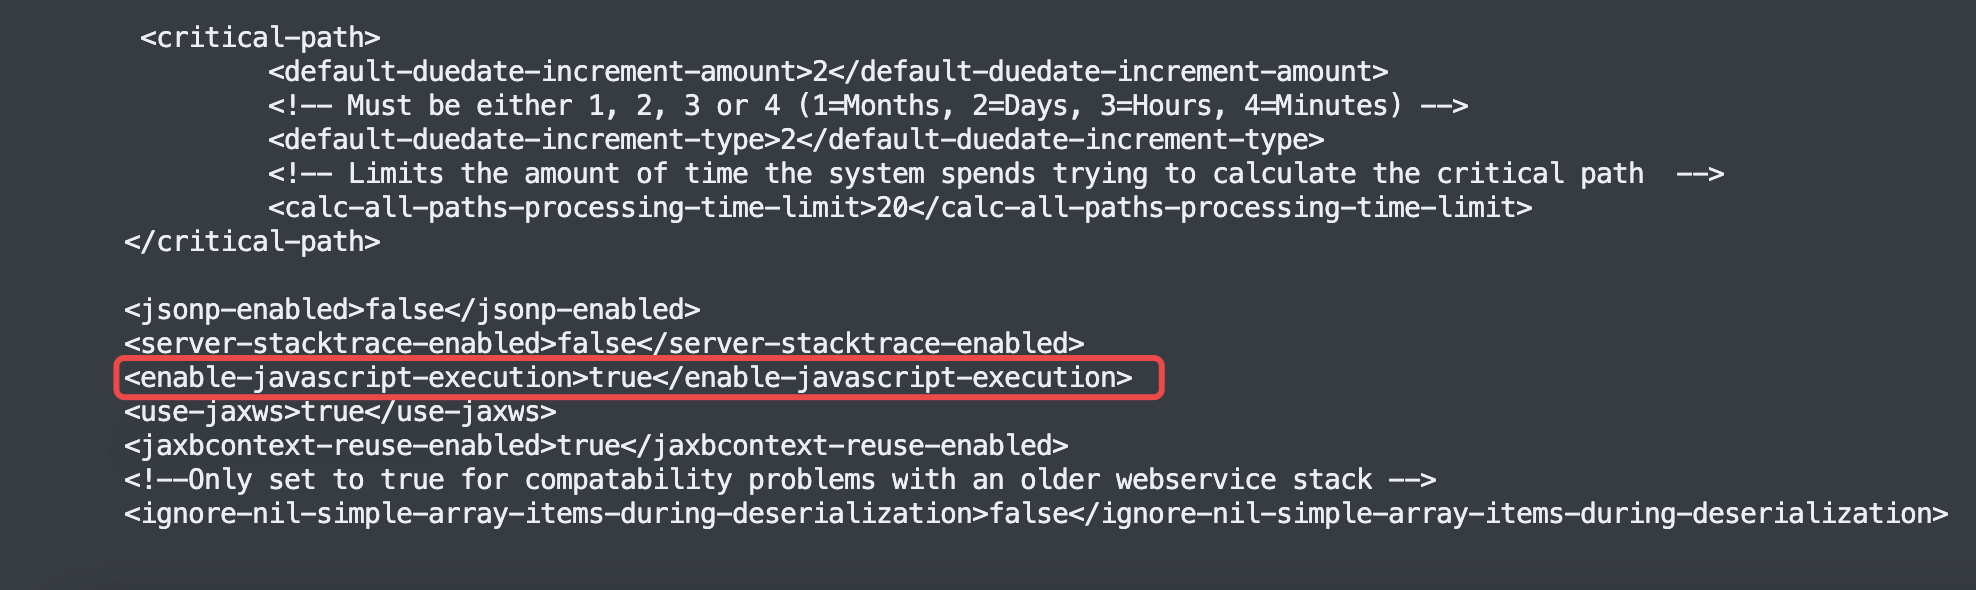 <critical-path>
<default-duedate-increment-amount>2</default-duedate-increment-amount>
<!-- Must be either 1, 2, 3 or 4 (1=Months, 2=Days, 3=Hours, 4=Minutes) -->
<default-duedate-increment-type>2</default-duedate-increment-type>
<!-- Limits the amount of time the system spends trying to calculate the critical path  -->
<calc-all-paths-processing-time-limit>20</calc-all-paths-processing-time-limit>
</critical-path>
<jsonp-enabled>false</jsonp-enabled>
<server-stacktrace-enabled>false</server-stacktrace-enabled>
<enable-javascript-execution>true</enable-javascript-execution>
<use-jaxws>true</use-jaxws>
<jaxbcontext-reuse-enabled>true</jaxbcontext-reuse-enabled>
<!--Only set to true for compatability problems with an older webservice stack -->
<ignore-nil-simple-array-items-during-deserialization>false</ignore-nil-simple-array-items-during-deserialization>